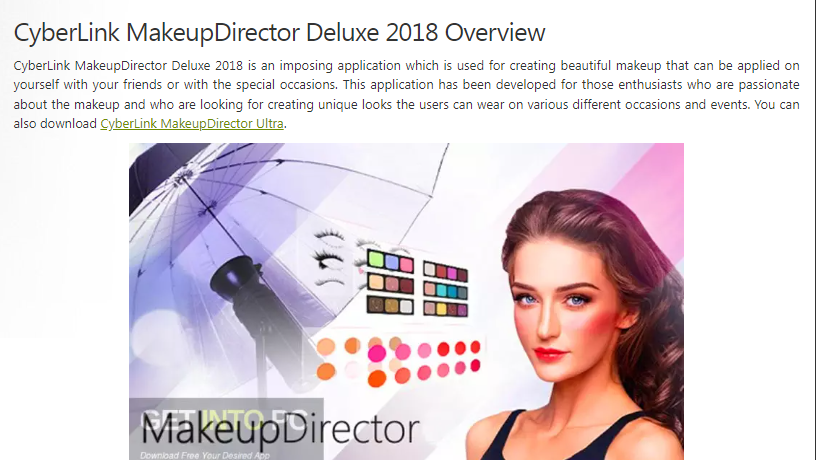 CyberLink MakeupDirector Deluxe 2018 Overview
CyberLink MakeupDirector Deluxe 2018 is an imposing application which is used for creating beautiful makeup that can be applied on
yourself with your friends or with the special occasions. This application has been developed for those enthusiasts who are passionate
about the makeup and who are looking for creating unique looks the users can wear on various different occasions and events. You can
also download CyberLink MakeupDirector Ultra.
GET INTO PC
MakeupDirector
Download Free Your Desired App